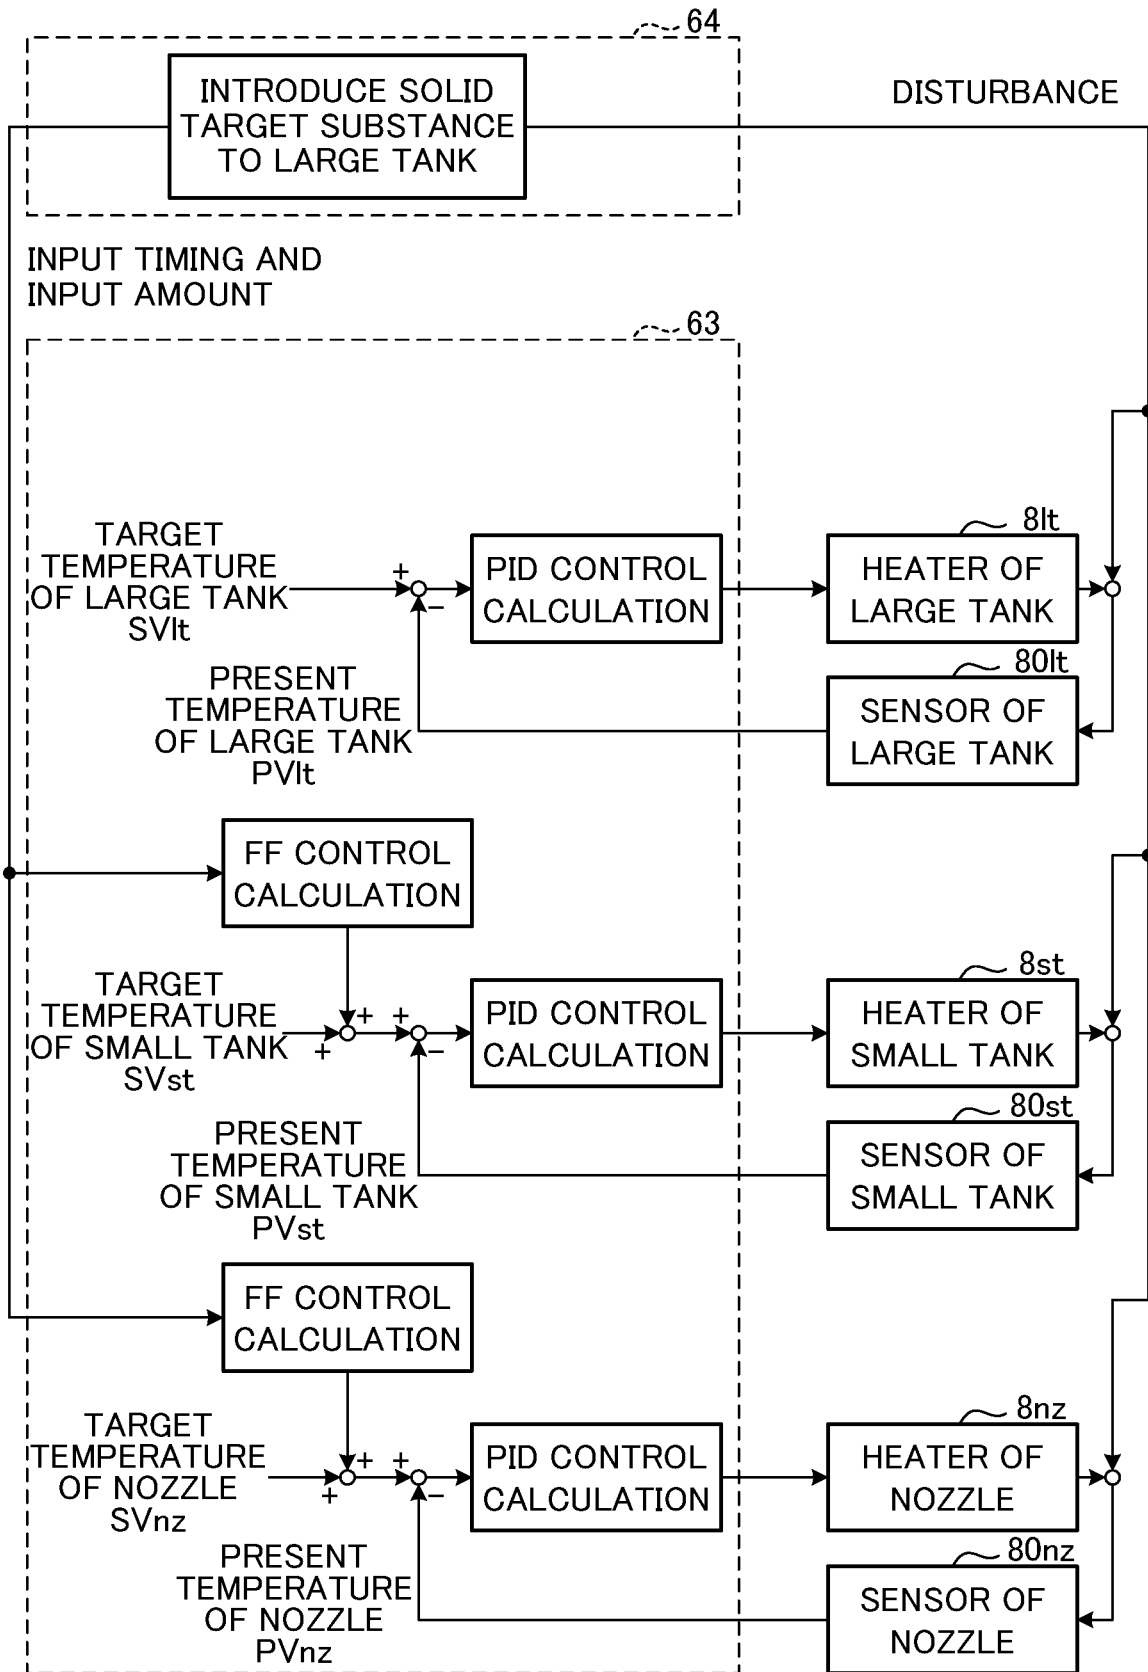 64
INTRODUCE SOLID
TARGET SUBSTANCE
TO LARGE TANK
DISTURBANCE
INPUT TIMING AND
INPUT AMOUNT
63
TARGET
TEMPERATURE
OF LARGE TANK
SVlt
+
−
PID CONTROL
CALCULATION
8lt
HEATER OF
LARGE TANK
PRESENT
TEMPERATURE
OF LARGE TANK
PVlt
80lt
SENSOR OF
LARGE TANK
FF CONTROL
CALCULATION
TARGET
TEMPERATURE
OF SMALL TANK
SVst
+
+
+
−
PID CONTROL
CALCULATION
8st
HEATER OF
SMALL TANK
PRESENT
TEMPERATURE
OF SMALL TANK
PVst
80st
SENSOR OF
SMALL TANK
FF CONTROL
CALCULATION
TARGET
TEMPERATURE
OF NOZZLE
SVnz
+
+
+
−
PID CONTROL
CALCULATION
8nz
HEATER OF
NOZZLE
PRESENT
TEMPERATURE
OF NOZZLE
PVnz
80nz
SENSOR OF
NOZZLE